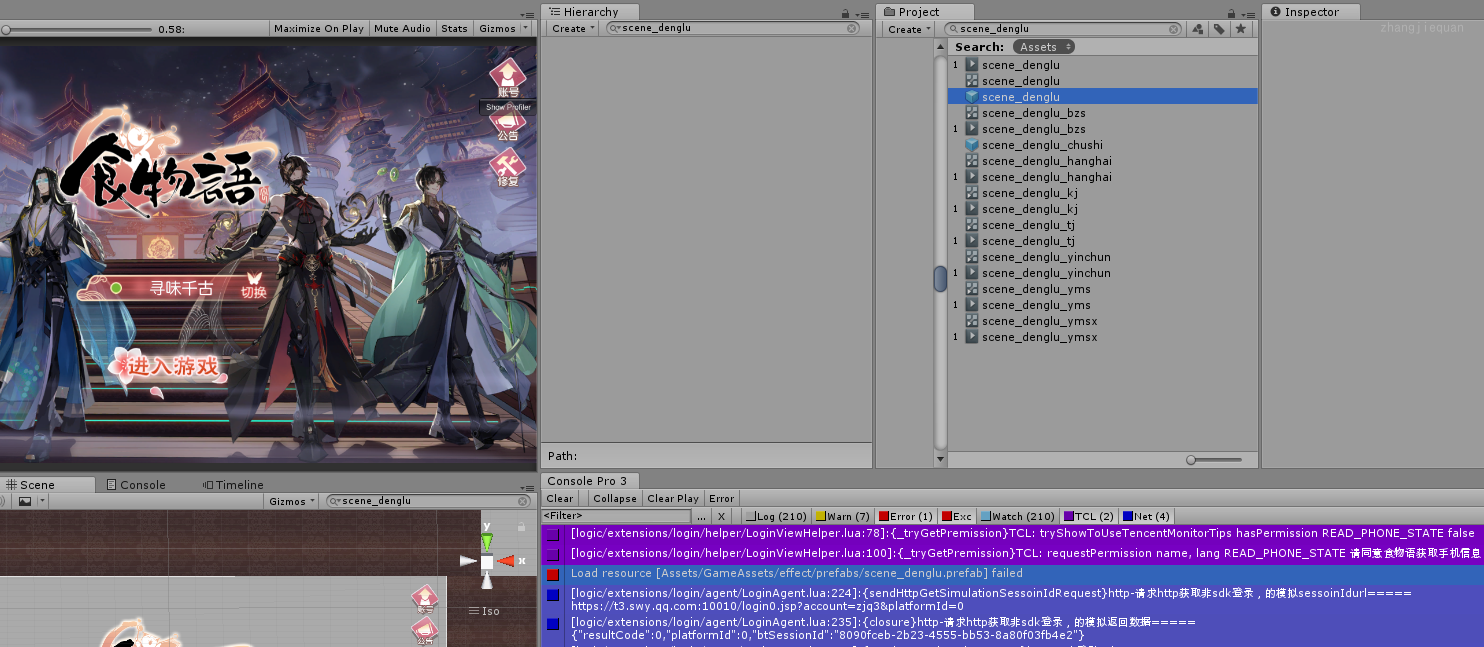 0.58:
Maximize On Play
Mute Audio
Stats
Gizmos
账号
Show Profiler
公告
修复
食物語
寻味千古
切换
进入游戏
Hierarchy
Create
scene_denglu
Path:
Project
Create
scene_denglu
Search: Assets
1 scene_denglu
scene_denglu
scene_denglu
scene_denglu_bzs
1 scene_denglu_bzs
scene_denglu_chushi
scene_denglu_hanghai
1 scene_denglu_hanghai
scene_denglu_kj
1 scene_denglu_kj
scene_denglu_tj
1 scene_denglu_tj
scene_denglu_yinchun
1 scene_denglu_yinchun
scene_denglu_yms
1 scene_denglu_yms
scene_denglu_ymsx
1 scene_denglu_ymsx
Inspector
zhangjiequan
Scene
Console
Timeline
Gizmos
scene_denglu
y
x
Iso
账号
公告
Console Pro 3
Clear
Collapse
Clear Play
Error
<Filter>
...
X
Log (210)
Warn (7)
Error (1)
Exc
Watch (210)
TCL (2)
Net (4)
[logic/extensions/login/helper/LoginViewHelper.lua:78]:{_tryGetPremission}TCL: tryShowToUseTencentMonitorTips hasPermission READ_PHONE_STATE false
[logic/extensions/login/helper/LoginViewHelper.lua:100]:{_tryGetPremission}TCL: requestPermission name, lang READ_PHONE_STATE 请同意食物语获取手机信息
Load resource [Assets/GameAssets/effect/prefabs/scene_denglu.prefab] failed
[logic/extensions/login/agent/LoginAgent.lua:224]:{sendHttpGetSimulationSessoinIdRequest}http-请求http获取非sdk登录，的模拟sessoinIdurl=====
https://t3.swy.qq.com:10010/login0.jsp?account=zjq3&platformId=0
[logic/extensions/login/agent/LoginAgent.lua:235]:{closure}http-请求http获取非sdk登录，的模拟返回数据=====
{"resultCode":0,"platformId":0,"btSessionId":"8090fceb-2b23-4555-bb53-8a80f03fb4e2"}